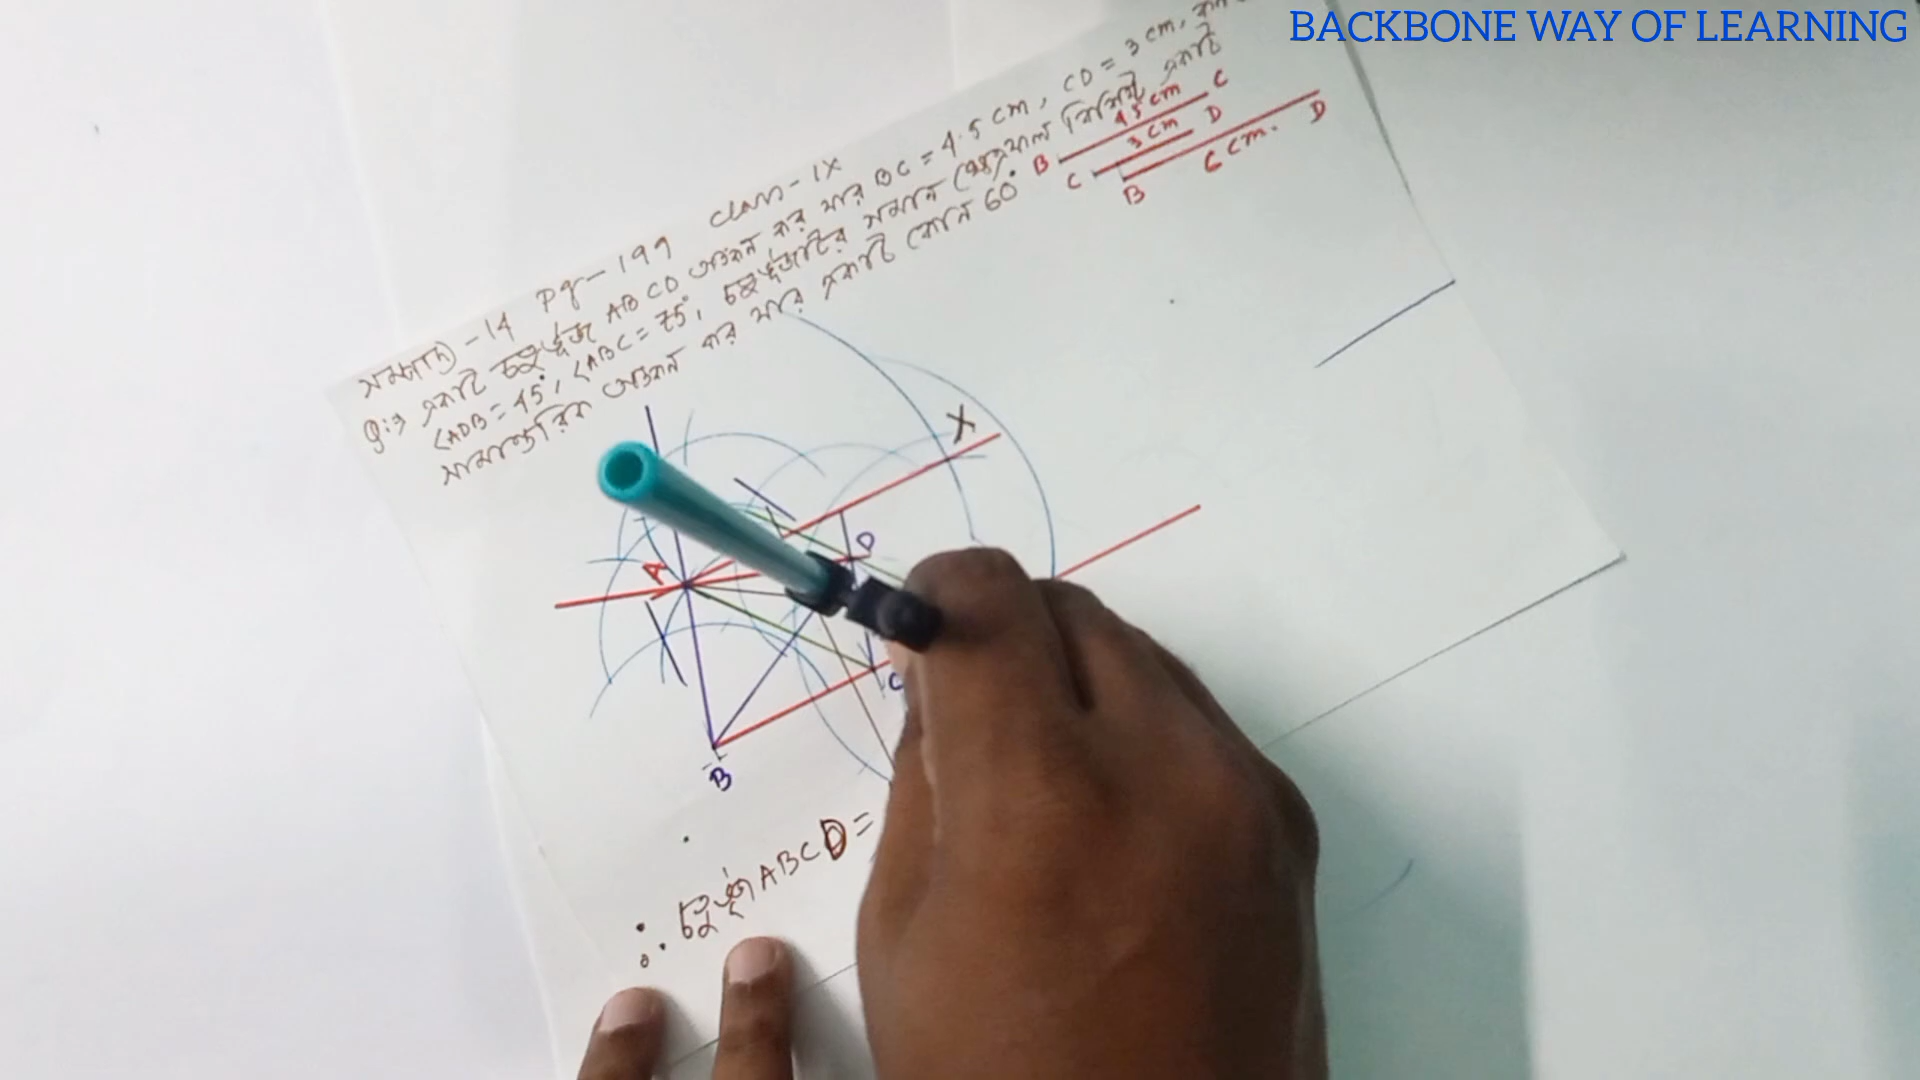 BACKBONE WAY OF LEARNING
সম্পাদ্য - 14 Pg - 199 Class - IX
Q:3 একটি চতুর্ভুজ ABCD অঙ্কন কর যার BC = 4.5 cm, CD = 3 cm,
∠ADB = 45°, ∠ABC = 75°, চতুর্ভুজটির সমান ক্ষেত্রফল বিশিষ্ট একটি
সামান্তরিক অঙ্কন কর যার একটি কোন 60°
B 4.5 cm C
C 3 cm D
B 6 cm. D
X
A
D
C
B
∴ চতুর্ভুজ ABCD =